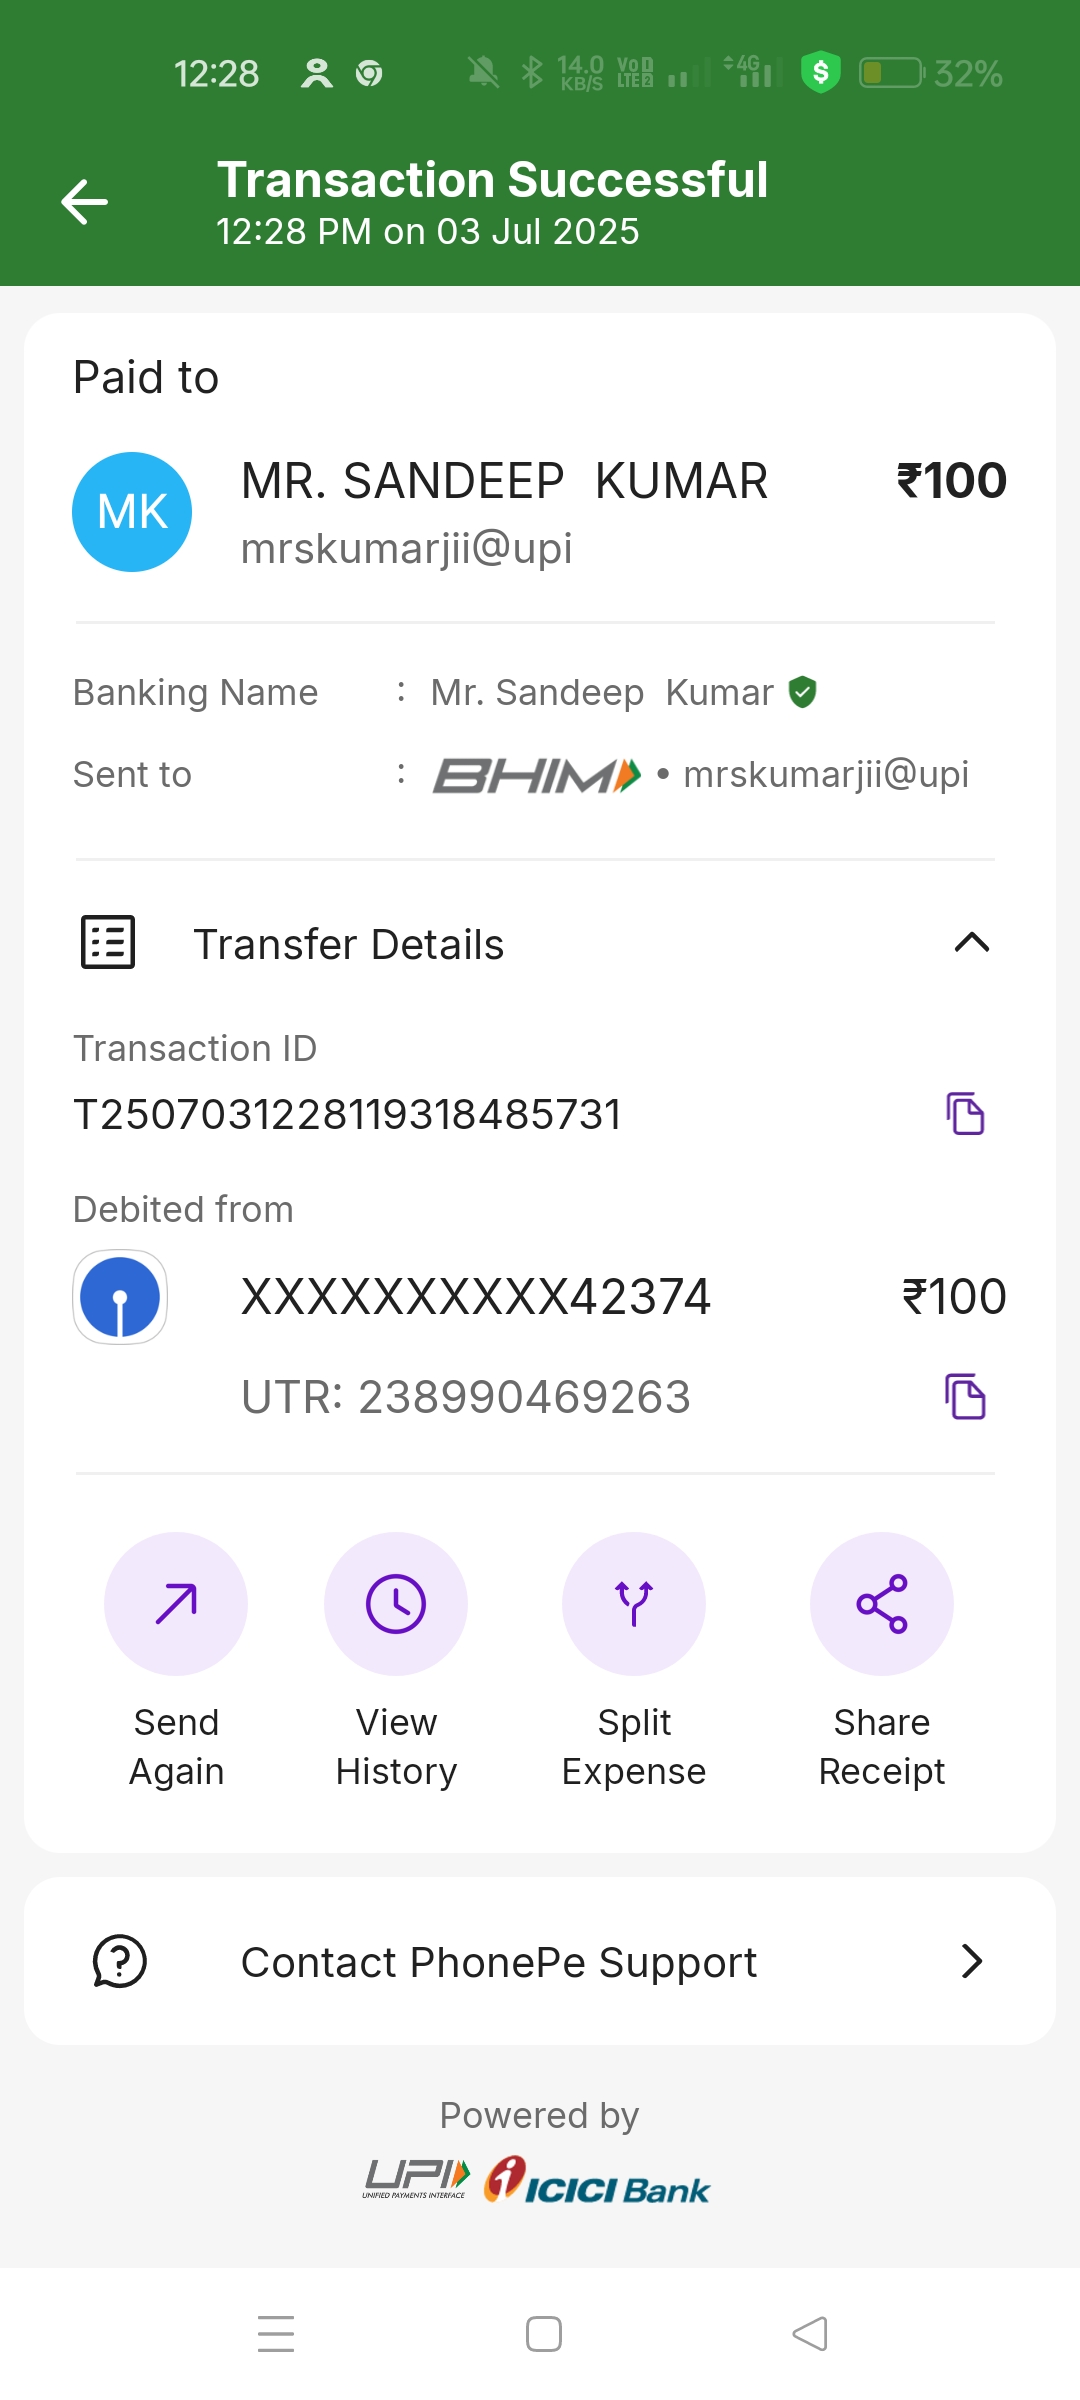 12:28 14.0 KB/S VoD LTE 2 4G $ 32%
Transaction Successful
12:28 PM on 03 Jul 2025
Paid to
MK MR. SANDEEP KUMAR ₹100
mrskumarjii@upi
Banking Name : Mr. Sandeep Kumar
Sent to : BHIM • mrskumarjii@upi
Transfer Details
Transaction ID
T2507031228119318485731
Debited from
XXXXXXXXXX42374 ₹100
UTR: 238990469263
Send Again
View History
Split Expense
Share Receipt
Contact PhonePe Support
Powered by
UPI UNIFIED PAYMENTS INTERFACE ICICI Bank